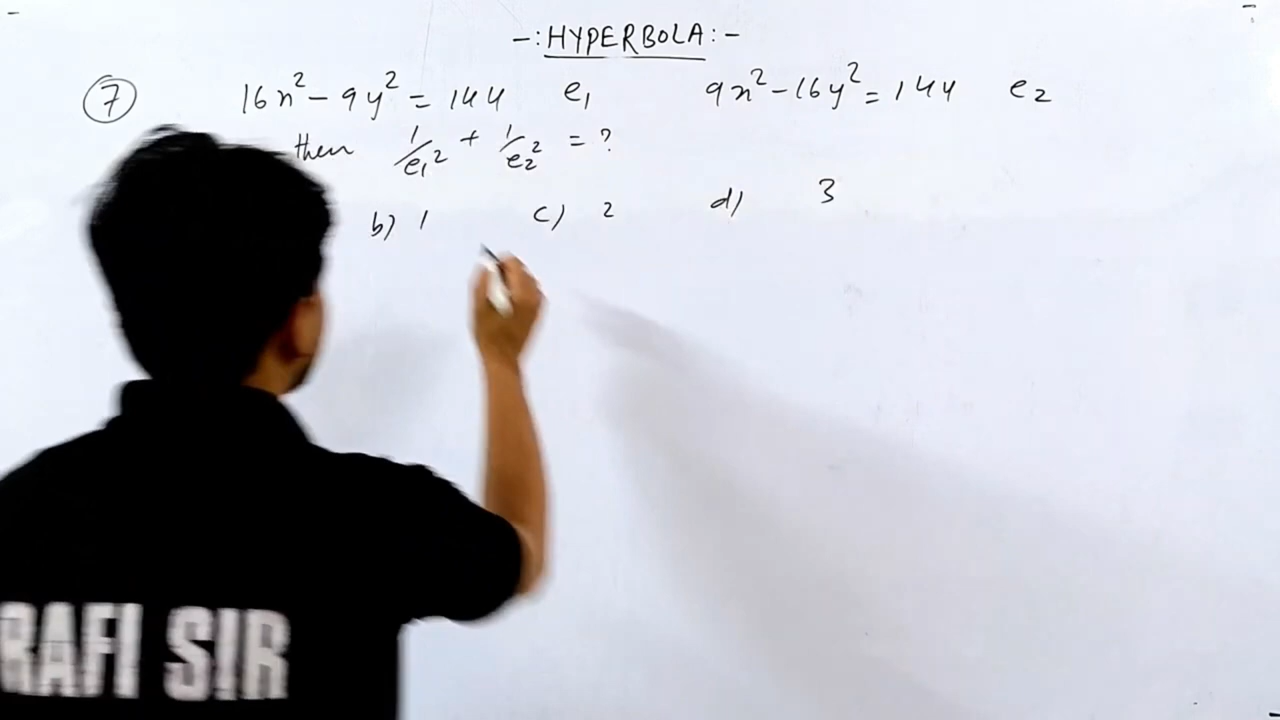 -: HYPERBOLA :-
7 16x² - 9y² = 144 e₁ 9x² - 16y² = 144 e₂
then 1/e₁² + 1/e₂² = ?
b) 1 c) 2 d) 3
RAFI SIR